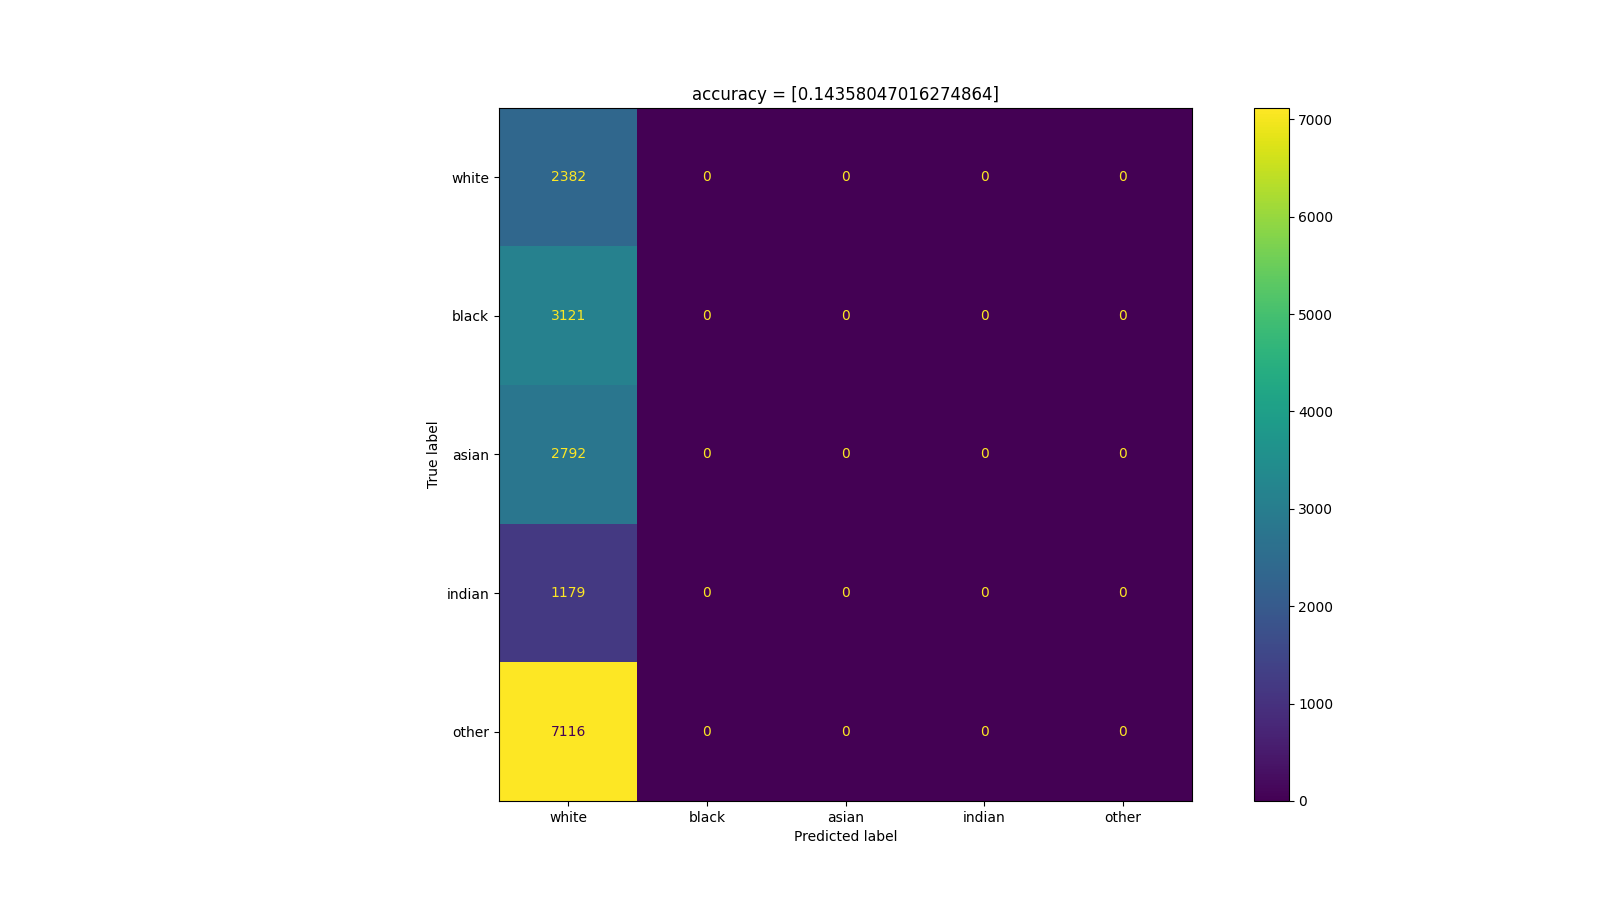 accuracy = [0.14358047016274864]
white 2382 0 0 0 0
black 3121 0 0 0 0
asian 2792 0 0 0 0
indian 1179 0 0 0 0
other 7116 0 0 0 0
white black asian indian other
Predicted label
True label
7000
6000
5000
4000
3000
2000
1000
0